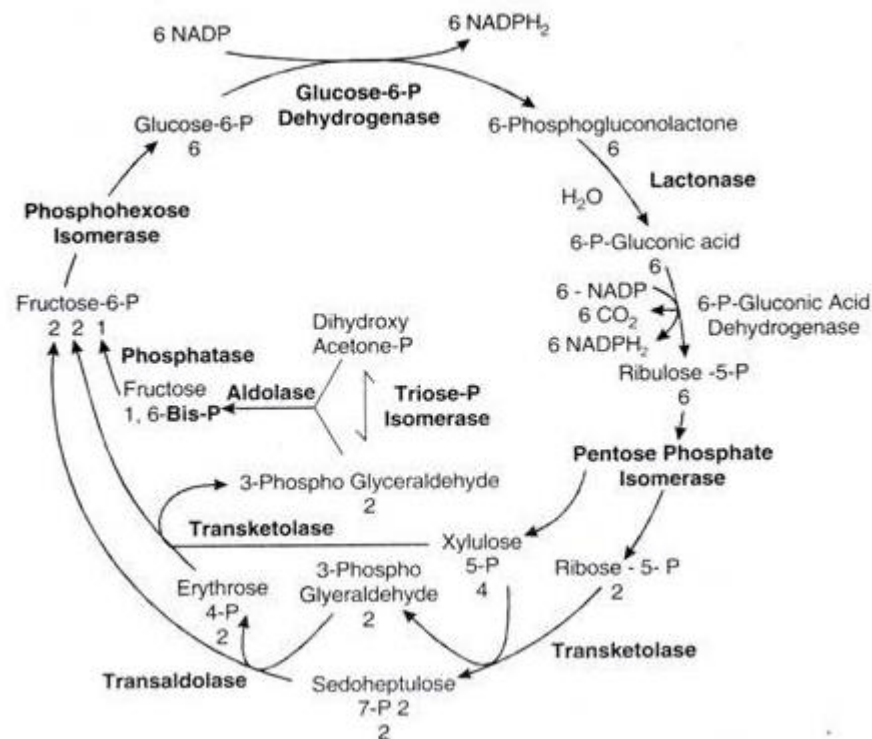 6 NADP
6 NADPH₂
Glucose-6-P
Dehydrogenase
Glucose-6-P
6
6-Phosphogluconolactone
6
H₂O
Lactonase
Phosphohexose
Isomerase
6-P-Gluconic acid
6
6 - NADP
6 CO₂
6 NADPH₂
6-P-Gluconic Acid
Dehydrogenase
Fructose-6-P
2 2 1
Dihydroxy
Acetone-P
Phosphatase
Fructose
1, 6-Bis-P
Aldolase
Triose-P
Isomerase
Ribulose -5-P
6
Pentose Phosphate
Isomerase
3-Phospho Glyceraldehyde
2
Transketolase
Xylulose
5-P
4
Ribose - 5- P
2
Erythrose
4-P
2
3-Phospho
Glyeraldehyde
2
Transketolase
Transaldolase
Sedoheptulose
7-P 2
2